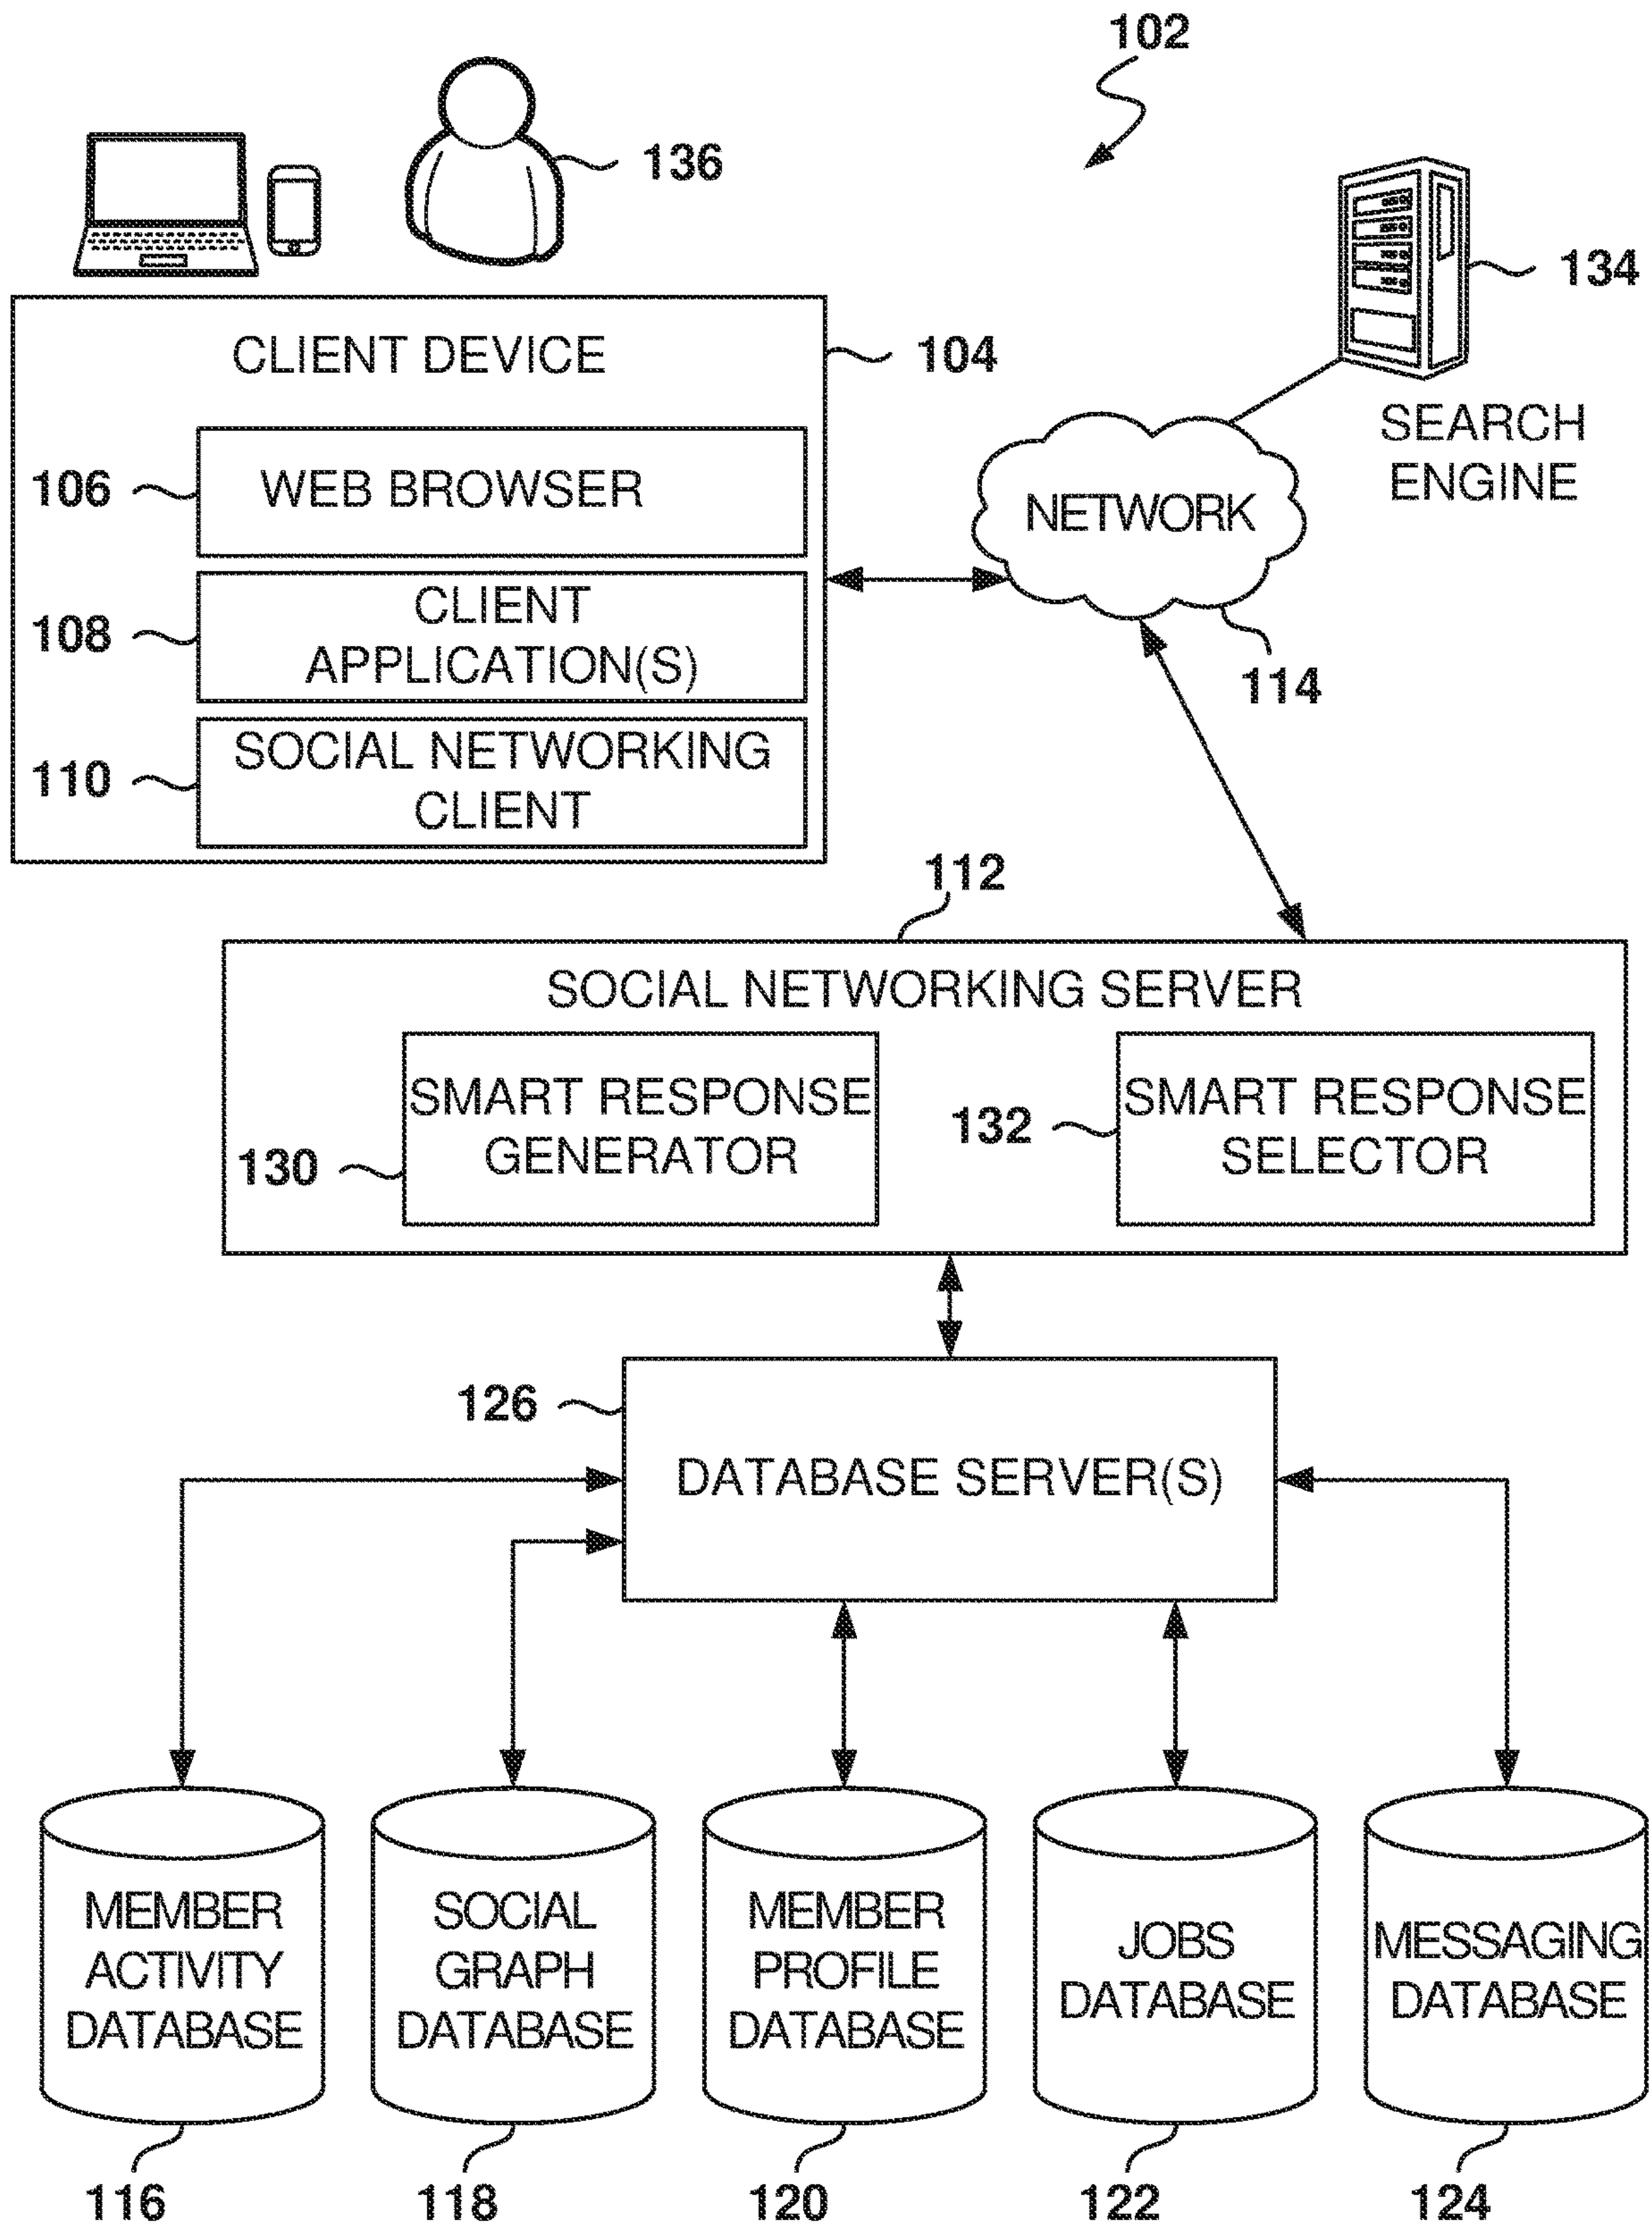 102
136
134
CLIENT DEVICE
104
SEARCH
ENGINE
106
WEB BROWSER
NETWORK
108
CLIENT
APPLICATION(S)
114
110
SOCIAL NETWORKING
CLIENT
112
SOCIAL NETWORKING SERVER
SMART RESPONSE
GENERATOR
130
132
SMART RESPONSE
SELECTOR
126
DATABASE SERVER(S)
MEMBER
ACTIVITY
DATABASE
SOCIAL
GRAPH
DATABASE
MEMBER
PROFILE
DATABASE
JOBS
DATABASE
MESSAGING
DATABASE
116
118
120
122
124